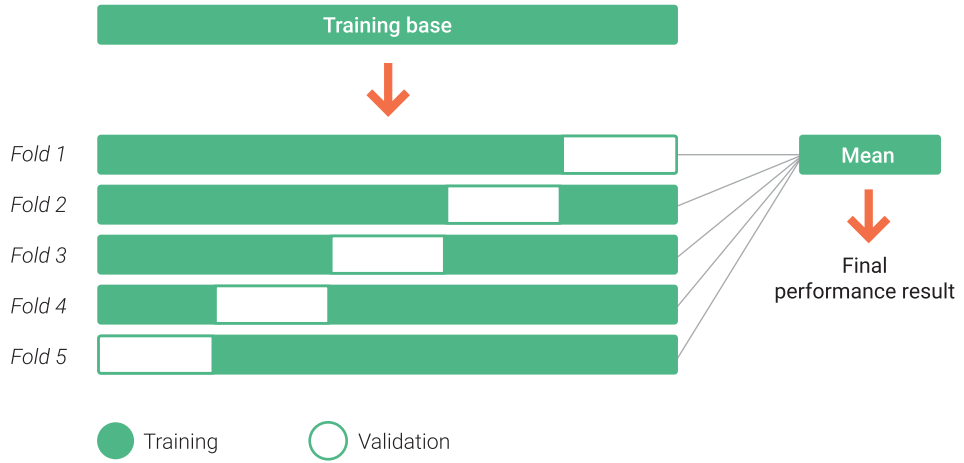 Training base
Fold 1
Mean
Fold 2
Fold 3
Final
performance result
Fold 4
Fold 5
Training
Validation